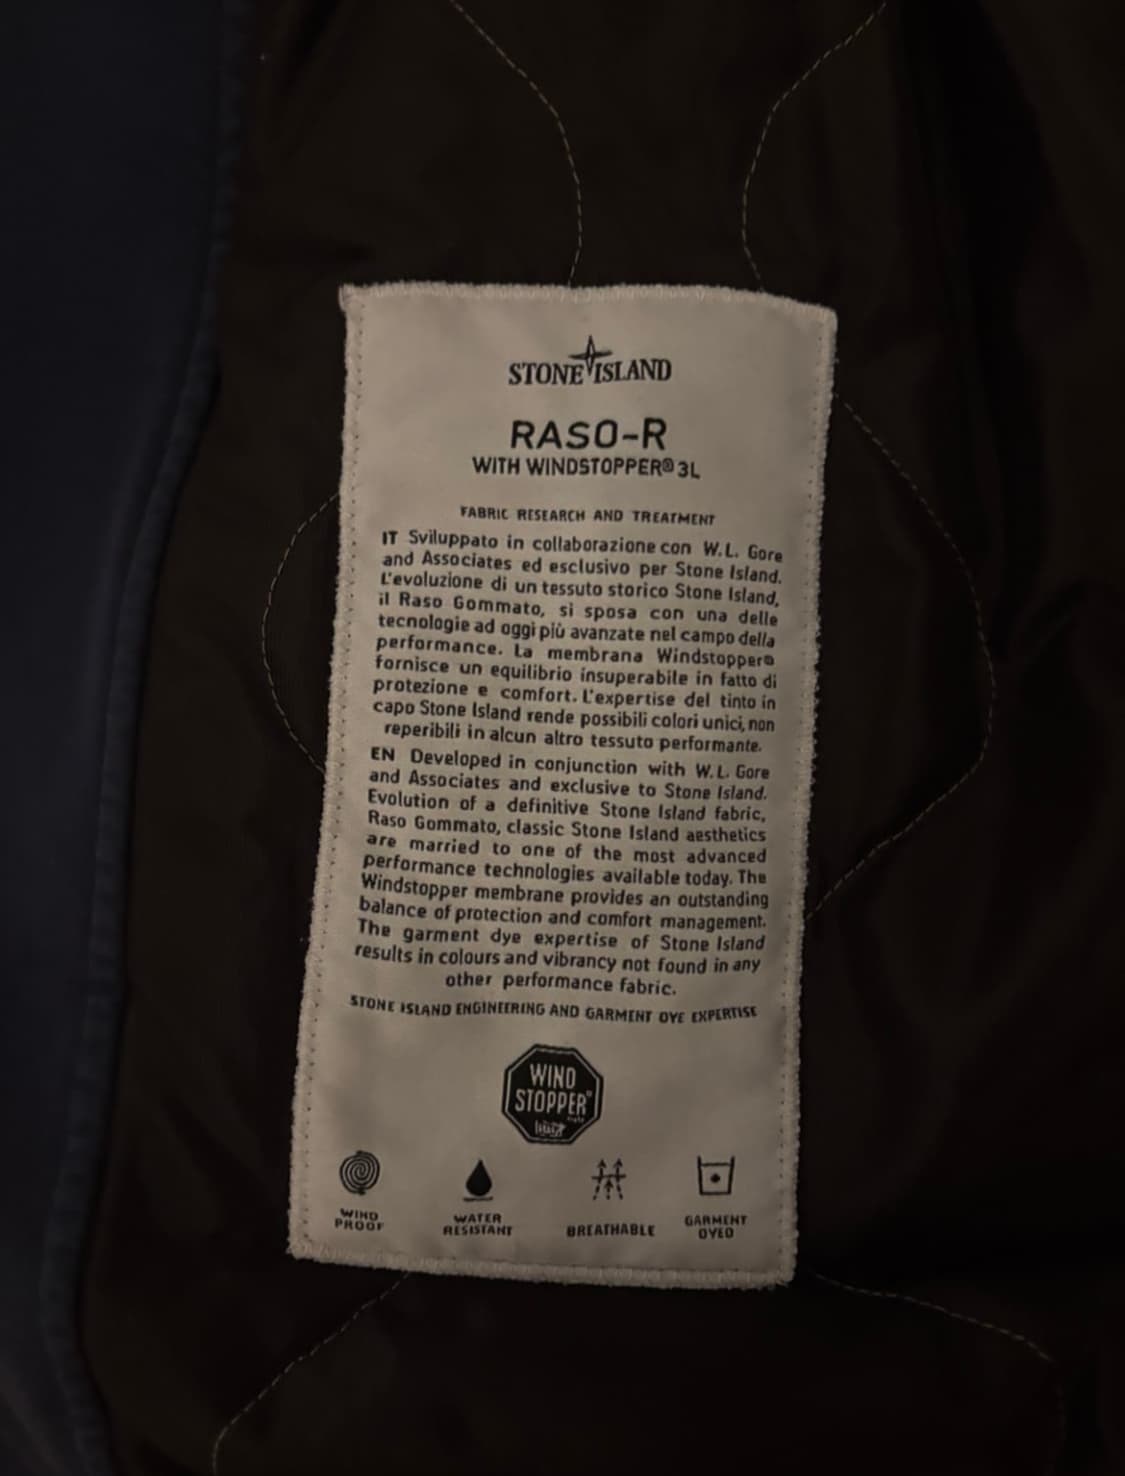 STONE ISLAND
RASO-R
WITH WINDSTOPPER® 3L
FABRIC RESEARCH AND TREATMENT
IT Sviluppato in collaborazione con W.L. Gore
and Associates ed esclusivo per Stone Island.
L'evoluzione di un tessuto storico Stone Island,
il Raso Gommato, si sposa con una delle
tecnologie ad oggi più avanzate nel campo della
performance. La membrana Windstopper®
fornisce un equilibrio insuperabile in fatto di
protezione e comfort. L'expertise del tinto in
capo Stone Island rende possibili colori unici, non
reperibili in alcun altro tessuto performante.
EN Developed in conjunction with W.L. Gore
and Associates and exclusive to Stone Island.
Evolution of a definitive Stone Island fabric,
Raso Gommato, classic Stone Island aesthetics
are married to one of the most advanced
performance technologies available today. The
Windstopper membrane provides an outstanding
balance of protection and comfort management.
The garment dye expertise of Stone Island
results in colours and vibrancy not found in any
other performance fabric.
STONE ISLAND ENGINEERING AND GARMENT DYE EXPERTISE
WIND
STOPPER®
WIND
PROOF
WATER
RESISTANT
BREATHABLE
GARMENT
DYED